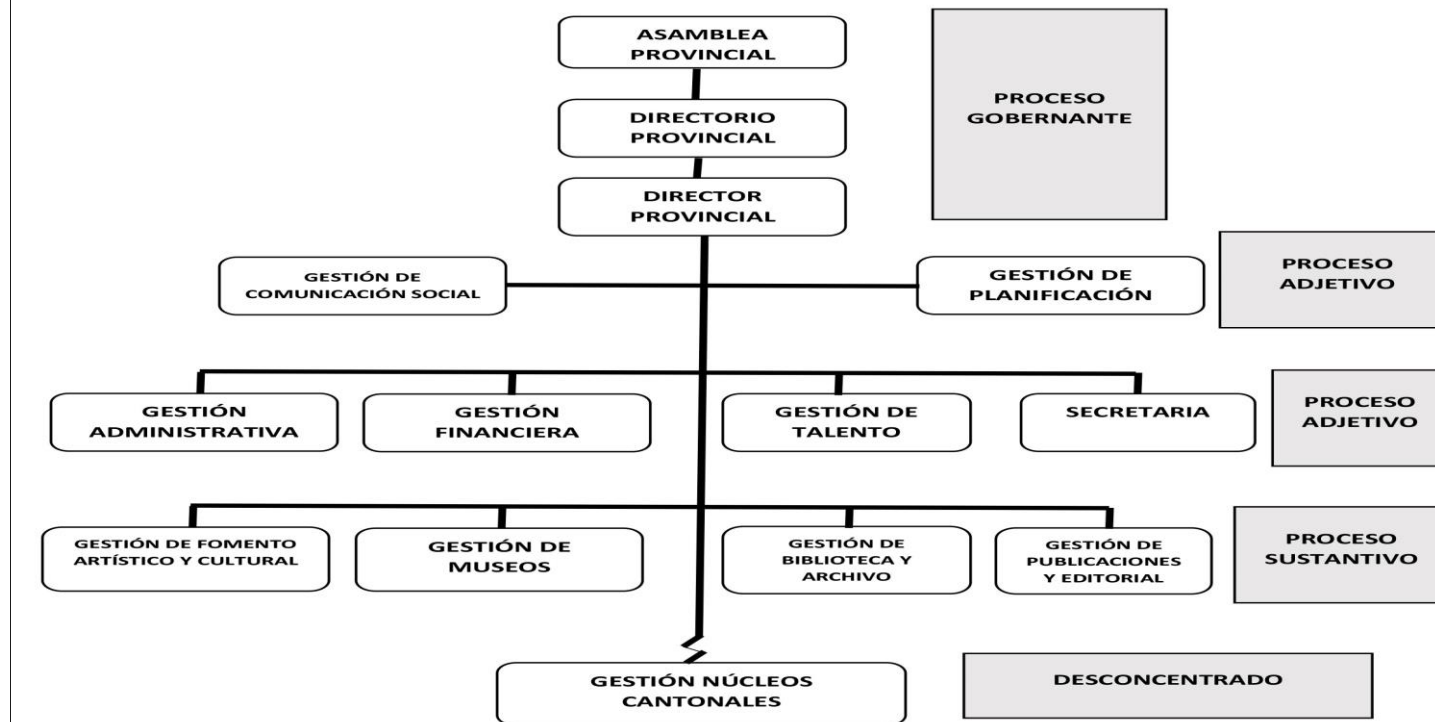 ASAMBLEA
PROVINCIAL
PROCESO
GOBERNANTE
DIRECTORIO
PROVINCIAL
DIRECTOR
PROVINCIAL
GESTIÓN DE
COMUNICACIÓN SOCIAL
GESTIÓN DE
PLANIFICACIÓN
PROCESO
ADJETIVO
GESTIÓN
ADMINISTRATIVA
GESTIÓN
FINANCIERA
GESTIÓN DE
TALENTO
SECRETARIA
PROCESO
ADJETIVO
GESTIÓN DE FOMENTO
ARTÍSTICO Y CULTURAL
GESTIÓN DE
MUSEOS
GESTIÓN DE
BIBLIOTECA Y
ARCHIVO
GESTIÓN DE
PUBLICACIONES
Y EDITORIAL
PROCESO
SUSTANTIVO
GESTIÓN NÚCLEOS
CANTONALES
DESCONCENTRADO